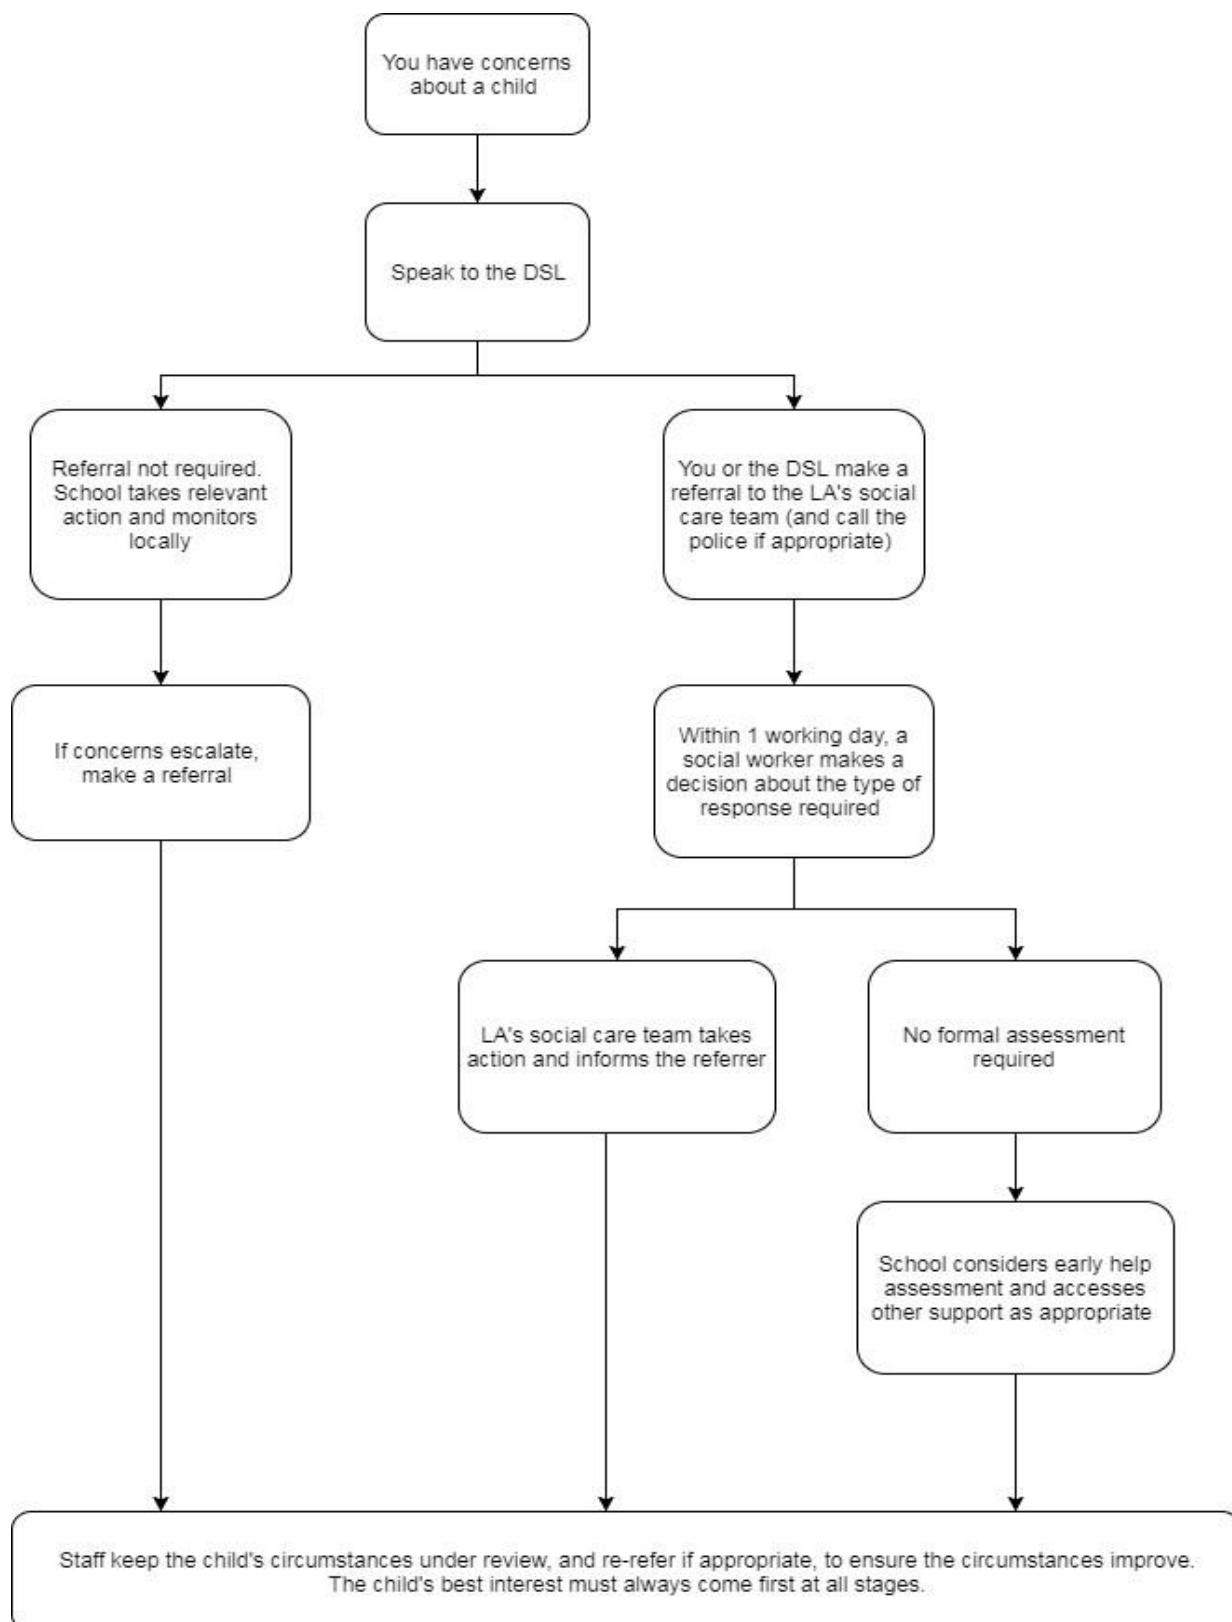 You have concerns
about a child
Speak to the DSL
Referral not required.
School takes relevant
action and monitors
locally
You or the DSL make a
referral to the LA's social
care team (and call the
police if appropriate)
If concerns escalate,
make a referral
Within 1 working day, a
social worker makes a
decision about the type of
response required
LA's social care team takes
action and informs the referrer
No formal assessment
required
School considers early help
assessment and accesses
other support as appropriate
Staff keep the child's circumstances under review, and re-refer if appropriate, to ensure the circumstances improve.
The child's best interest must always come first at all stages.